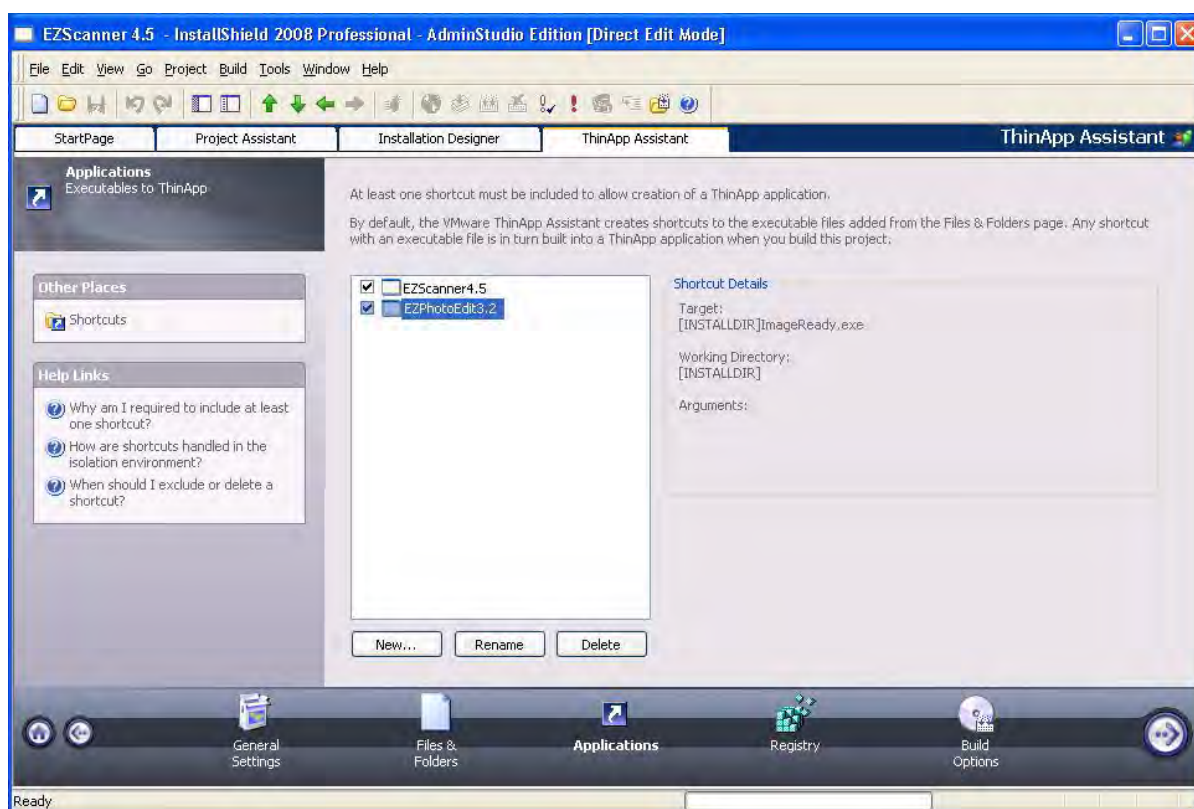 EZScanner 4.5 - InstallShield 2008 Professional - AdminStudio Edition [Direct Edit Mode]
File Edit View Go Project Build Tools Window Help
StartPage Project Assistant Installation Designer ThinApp Assistant ThinApp Assistant
Applications
Executables to ThinApp
At least one shortcut must be included to allow creation of a ThinApp application.
By default, the VMware ThinApp Assistant creates shortcuts to the executable files added from the Files & Folders page. Any shortcut
with an executable file is in turn built into a ThinApp application when you build this project.
Other Places
Shortcuts
Help Links
Why am I required to include at least
one shortcut?
How are shortcuts handled in the
isolation environment?
When should I exclude or delete a
shortcut?
EZScanner4.5
EZPhotoEdit3.2
Shortcut Details
Target:
[INSTALLDIR]ImageReady.exe
Working Directory:
[INSTALLDIR]
Arguments:
New... Rename Delete
General
Settings
Files &
Folders
Applications
Registry
Build
Options
Ready